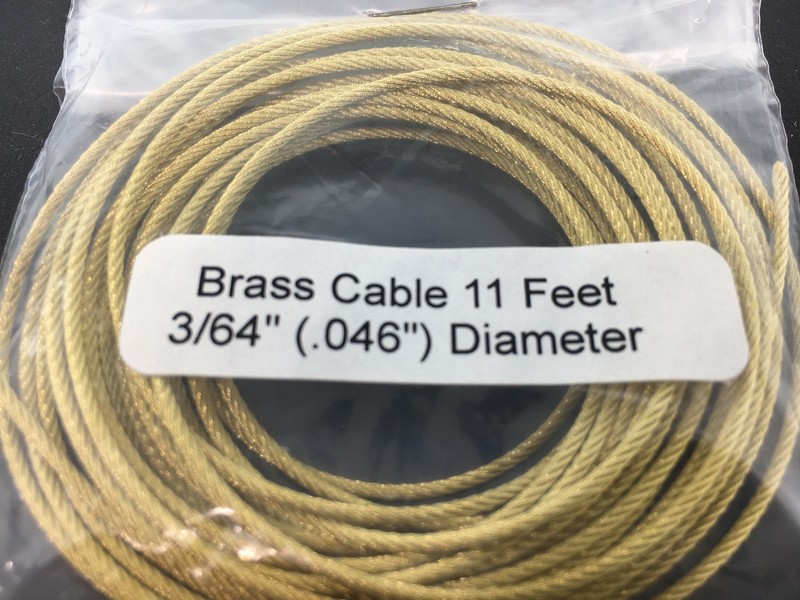 Brass Cable 11 Feet
3/64" (.046") Diameter